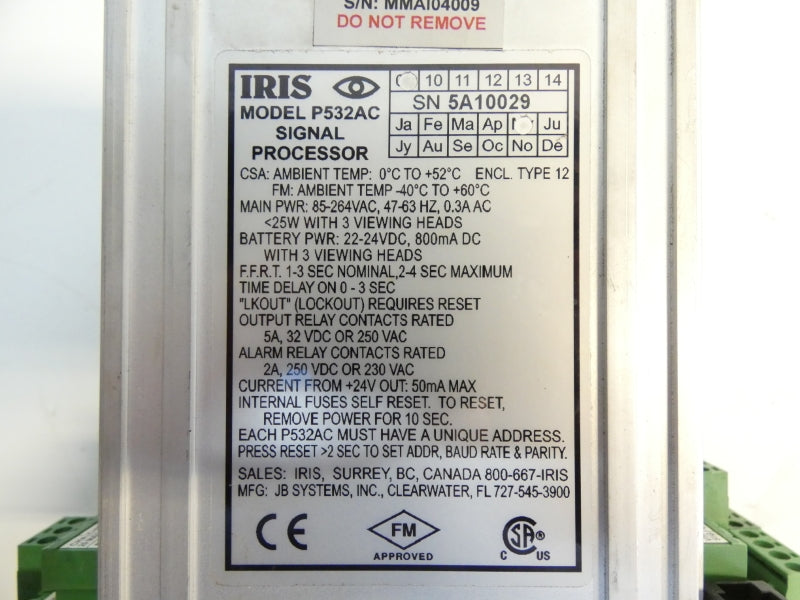 S/N: MMAI04009
DO NOT REMOVE
IRIS
MODEL P532AC
SIGNAL
PROCESSOR
10 11 12 13 14
SN 5A10029
Ja Fe Ma Ap Ju
Jy Au Se Oc No De
CSA: AMBIENT TEMP: 0°C TO +52°C ENCL. TYPE 12
FM: AMBIENT TEMP -40°C TO +60°C
MAIN PWR: 85-264VAC, 47-63 HZ, 0.3A AC
<25W WITH 3 VIEWING HEADS
BATTERY PWR: 22-24VDC, 800mA DC
WITH 3 VIEWING HEADS
F.F.R.T. 1-3 SEC NOMINAL,2-4 SEC MAXIMUM
TIME DELAY ON 0 - 3 SEC
"LKOUT" (LOCKOUT) REQUIRES RESET
OUTPUT RELAY CONTACTS RATED
5A, 32 VDC OR 250 VAC
ALARM RELAY CONTACTS RATED
2A, 250 VDC OR 230 VAC
CURRENT FROM +24V OUT: 50mA MAX
INTERNAL FUSES SELF RESET. TO RESET,
REMOVE POWER FOR 10 SEC.
EACH P532AC MUST HAVE A UNIQUE ADDRESS.
PRESS RESET >2 SEC TO SET ADDR, BAUD RATE & PARITY.
SALES: IRIS, SURREY, BC, CANADA 800-667-IRIS
MFG: JB SYSTEMS, INC., CLEARWATER, FL 727-545-3900
CE
FM
APPROVED
CSA ®
C US